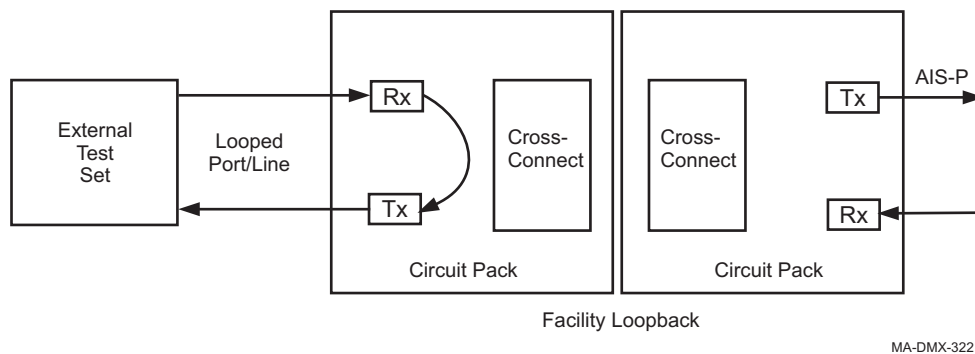 External
Test
Set
Looped
Port/Line
Rx
Tx
Cross-
Connect
Circuit Pack
Cross-
Connect
Tx
Rx
Circuit Pack
AIS-P
Facility Loopback
MA-DMX-322